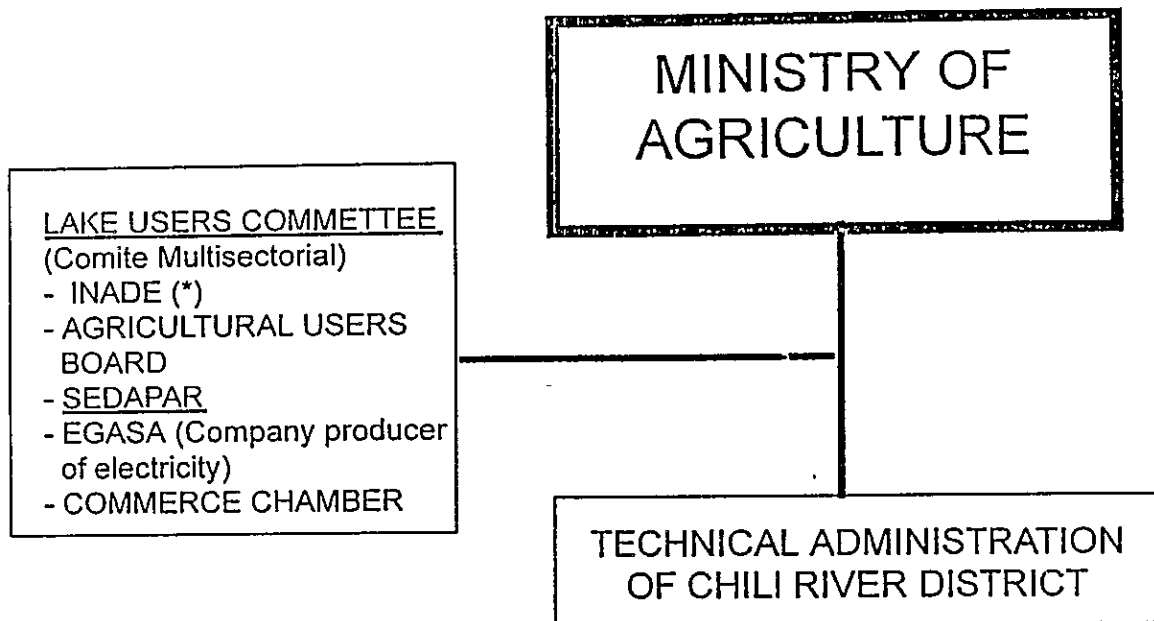 MINISTRY OF
AGRICULTURE
LAKE USERS COMMETTEE
(Comite Multisectorial)
- INADE (*)
- AGRICULTURAL USERS
BOARD
- SEDAPAR
- EGASA (Company producer
of electricity)
- COMMERCE CHAMBER
TECHNICAL ADMINISTRATION
OF CHILI RIVER DISTRICT